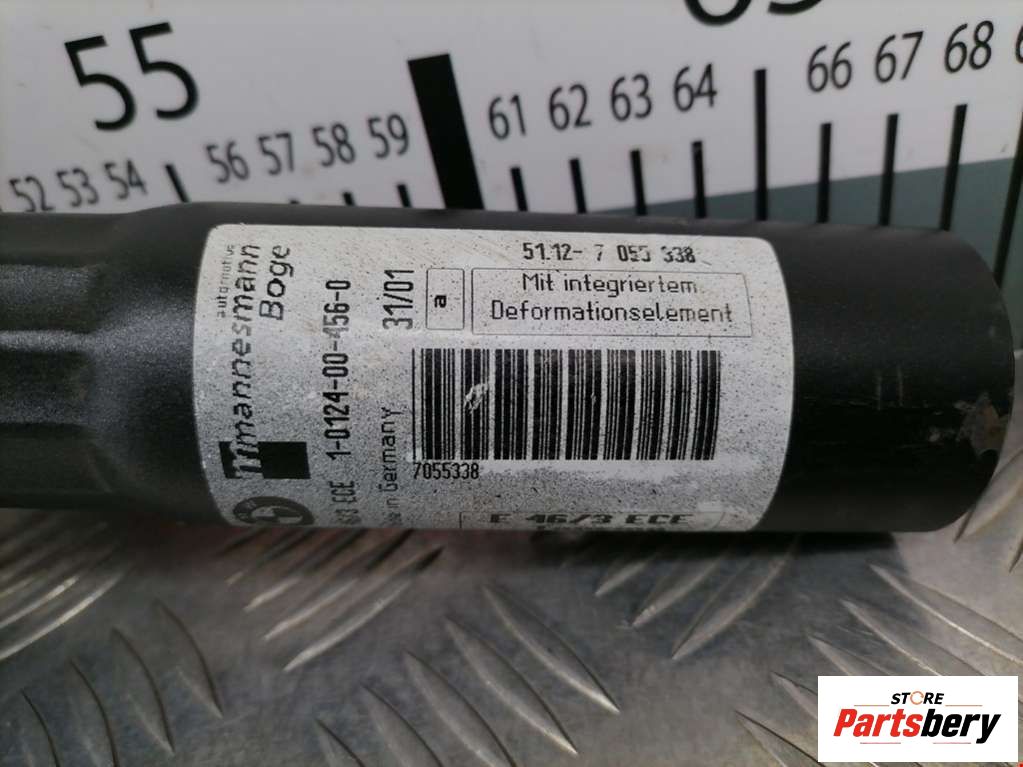 55
52 53 54 56 57 58 59 61 62 63 64 66 67 68
automotive
mannesmann
Boge
1-0124-00-456-0
31/01
a
51.12- 7 055 338
Mit integriertem
Deformationselement
7055338
Germany
ECE
E 46/3 ECE
STORE
Partsbery